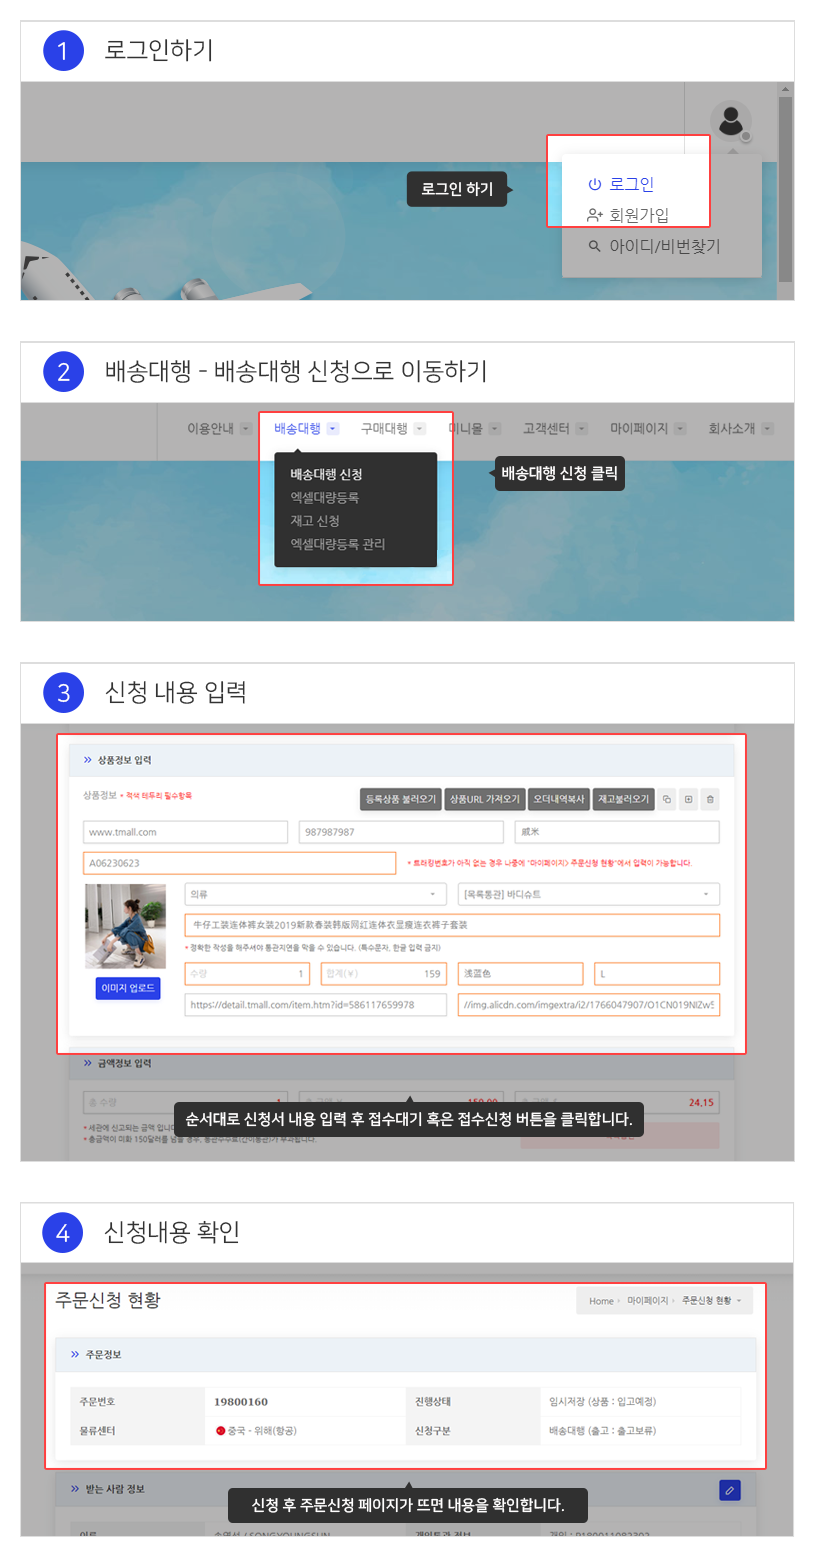 1 로그인하기
로그인 하기
로그인
회원가입
아이디/비번찾기
2 배송대행 - 배송대행 신청으로 이동하기
이용안내 배송대행 구매대행 미니몰 고객센터 마이페이지 회사소개
배송대행 신청
엑셀대량등록
재고 신청
엑셀대량등록 관리
배송대행 신청 클릭
3 신청 내용 입력
» 상품정보 입력
상품정보 * 적색 테두리 필수항목
등록상품 불러오기 상품URL 가져오기 오더내역복사 재고불러오기
www.tmall.com 987987987 威米
A06230623 * 트래킹번호가 아직 없는 경우 나중에 "마이페이지> 주문신청 현황"에서 입력이 가능합니다.
의류 [목록통관] 바디슈트
牛仔工装连体裤女装2019新款春装韩版网红连体衣显瘦连衣裤子套装
* 정확한 작성을 해주셔야 통관지연을 막을 수 있습니다. (특수문자, 한글 입력 금지)
이미지 업로드
수량 1 합계(￥) 159 浅蓝色 L
https://detail.tmall.com/item.htm?id=586117659978 //img.alicdn.com/imgextra/i2/1766047907/O1CN019NIZwS
» 금액정보 입력
총 수량 1 159.00 24,15
순서대로 신청서 내용 입력 후 접수대기 혹은 접수신청 버튼을 클릭합니다.
* 세관에 신고되는 금액 입니다
* 총금액이 미화 150달러를 넘을 경우, 통관수수료(간이통관)가 부과됩니다.
4 신청내용 확인
주문신청 현황
Home › 마이페이지 › 주문신청 현황
» 주문정보
주문번호 19800160 진행상태 임시저장 (상품 : 입고예정)
물류센터 중국 - 위해(항공) 신청구분 배송대행 (출고 : 출고보류)
» 받는 사람 정보
신청 후 주문신청 페이지가 뜨면 내용을 확인합니다.